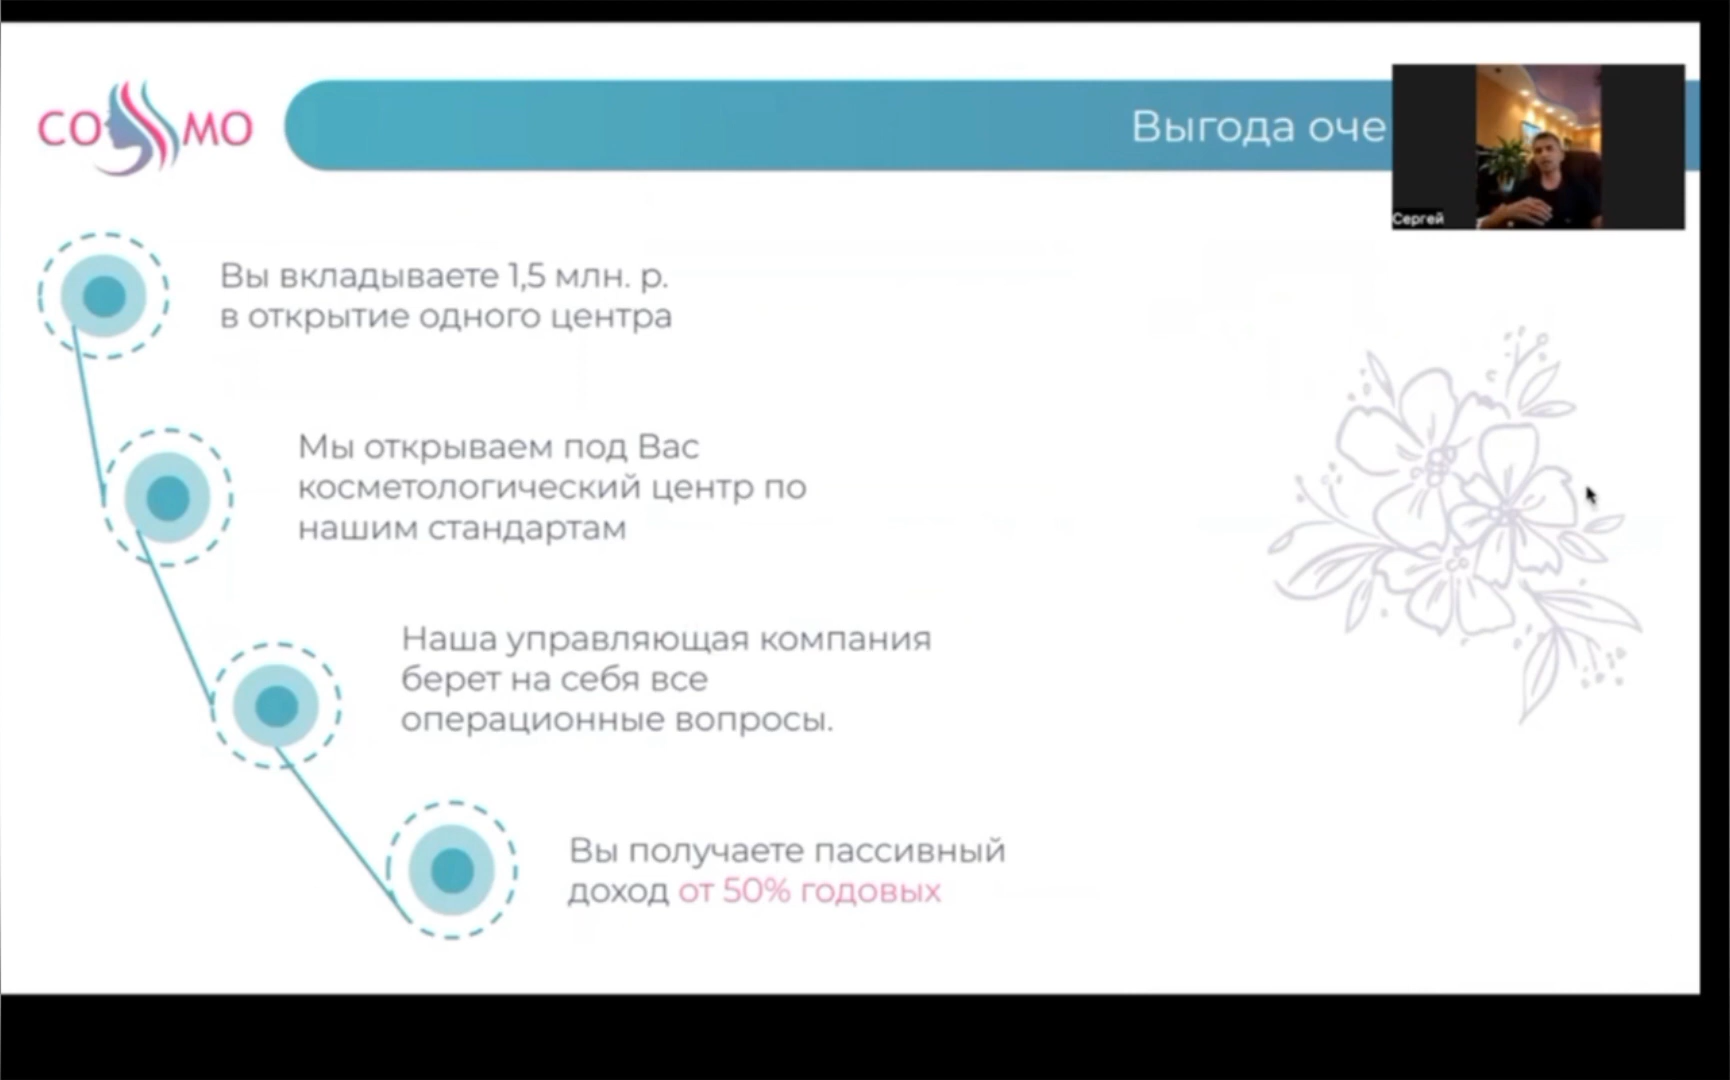 COSMO
Выгода оче
Сергей
Вы вкладываете 1,5 млн. р.
в открытие одного центра
Мы открываем под Вас
косметологический центр по
нашим стандартам
Наша управляющая компания
берет на себя все
операционные вопросы.
Вы получаете пассивный
доход от 50% годовых